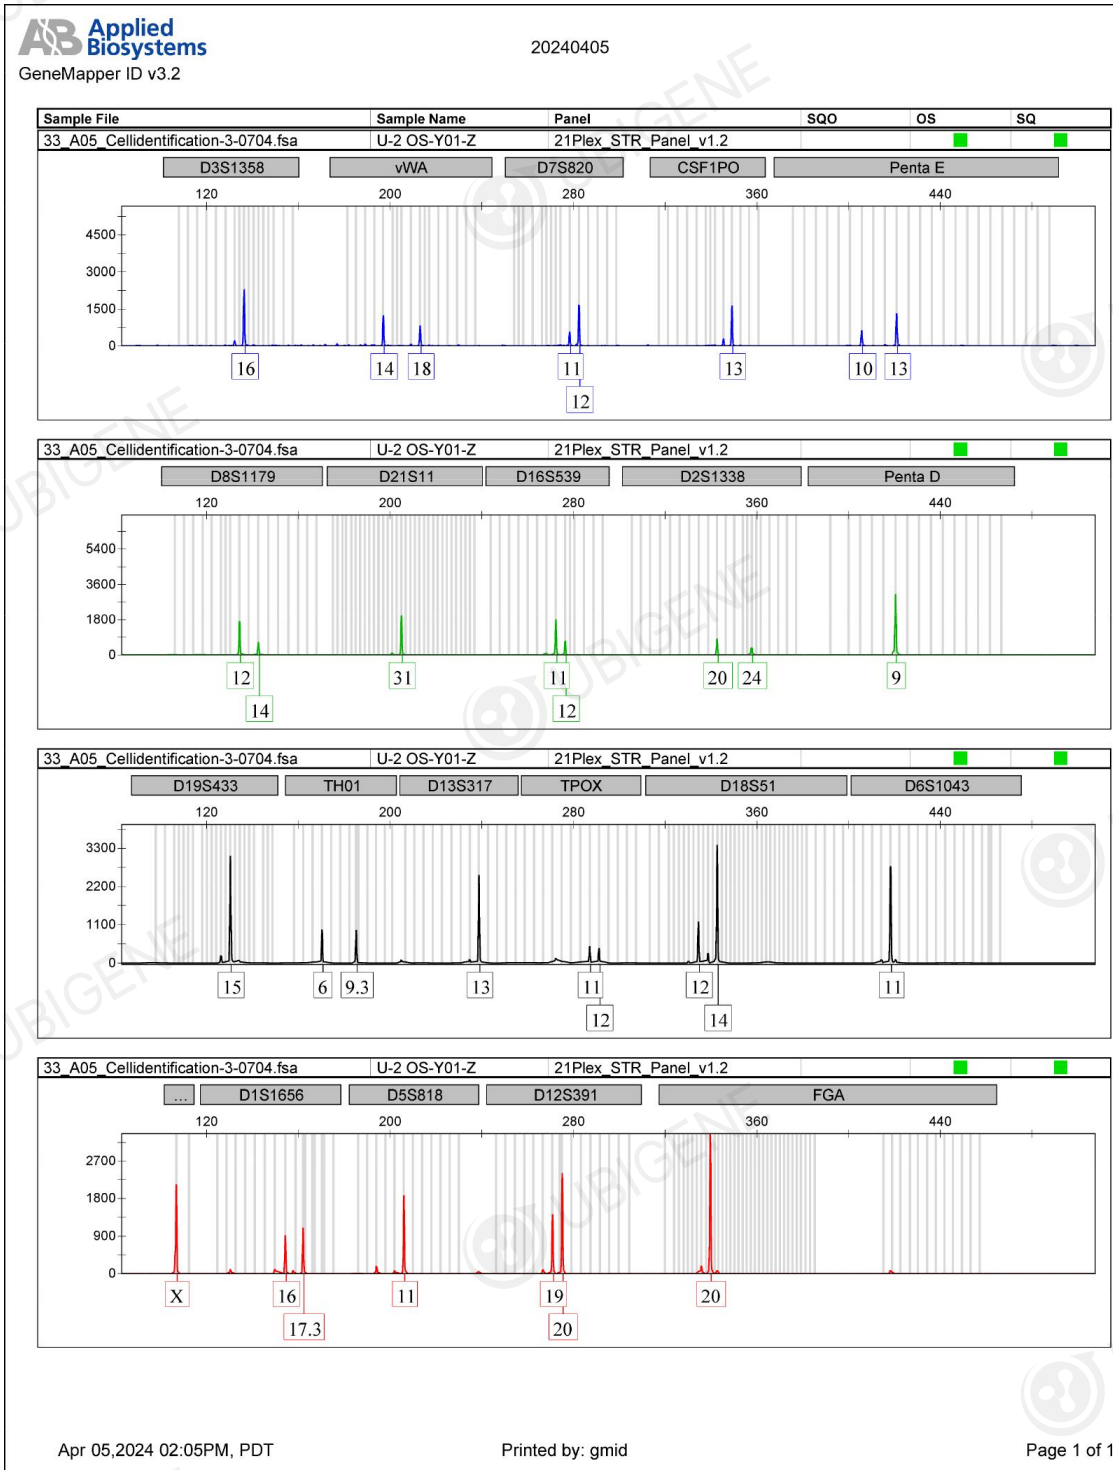 AB Applied
Biosystems
20240405
GeneMapper ID v3.2
Sample File Sample Name Panel SQO OS SQ
33_A05_Cellidentification-3-0704.fsa U-2 OS-Y01-Z 21Plex_STR_Panel_v1.2
D3S1358 vWA D7S820 CSF1PO Penta E
120 200 280 360 440
4500
3000
1500
0
16 14 18 11 13 10 13
12
33_A05_Cellidentification-3-0704.fsa U-2 OS-Y01-Z 21Plex_STR_Panel_v1.2
D8S1179 D21S11 D16S539 D2S1338 Penta D
120 200 280 360 440
5400
3600
1800
0
12 31 11 20 24 9
14 12
33_A05_Cellidentification-3-0704.fsa U-2 OS-Y01-Z 21Plex_STR_Panel_v1.2
D19S433 TH01 D13S317 TPOX D18S51 D6S1043
120 200 280 360 440
3300
2200
1100
0
15 6 9.3 13 11 12 11
12 14
33_A05_Cellidentification-3-0704.fsa U-2 OS-Y01-Z 21Plex_STR_Panel_v1.2
... D1S1656 D5S818 D12S391 FGA
120 200 280 360 440
2700
1800
900
0
X 16 11 19 20
17.3 20
Apr 05,2024 02:05PM, PDT Printed by: gmid Page 1 of 1
UBIGENE
UBIGENE
UBIGENE
UBIGENE
UBIGENE